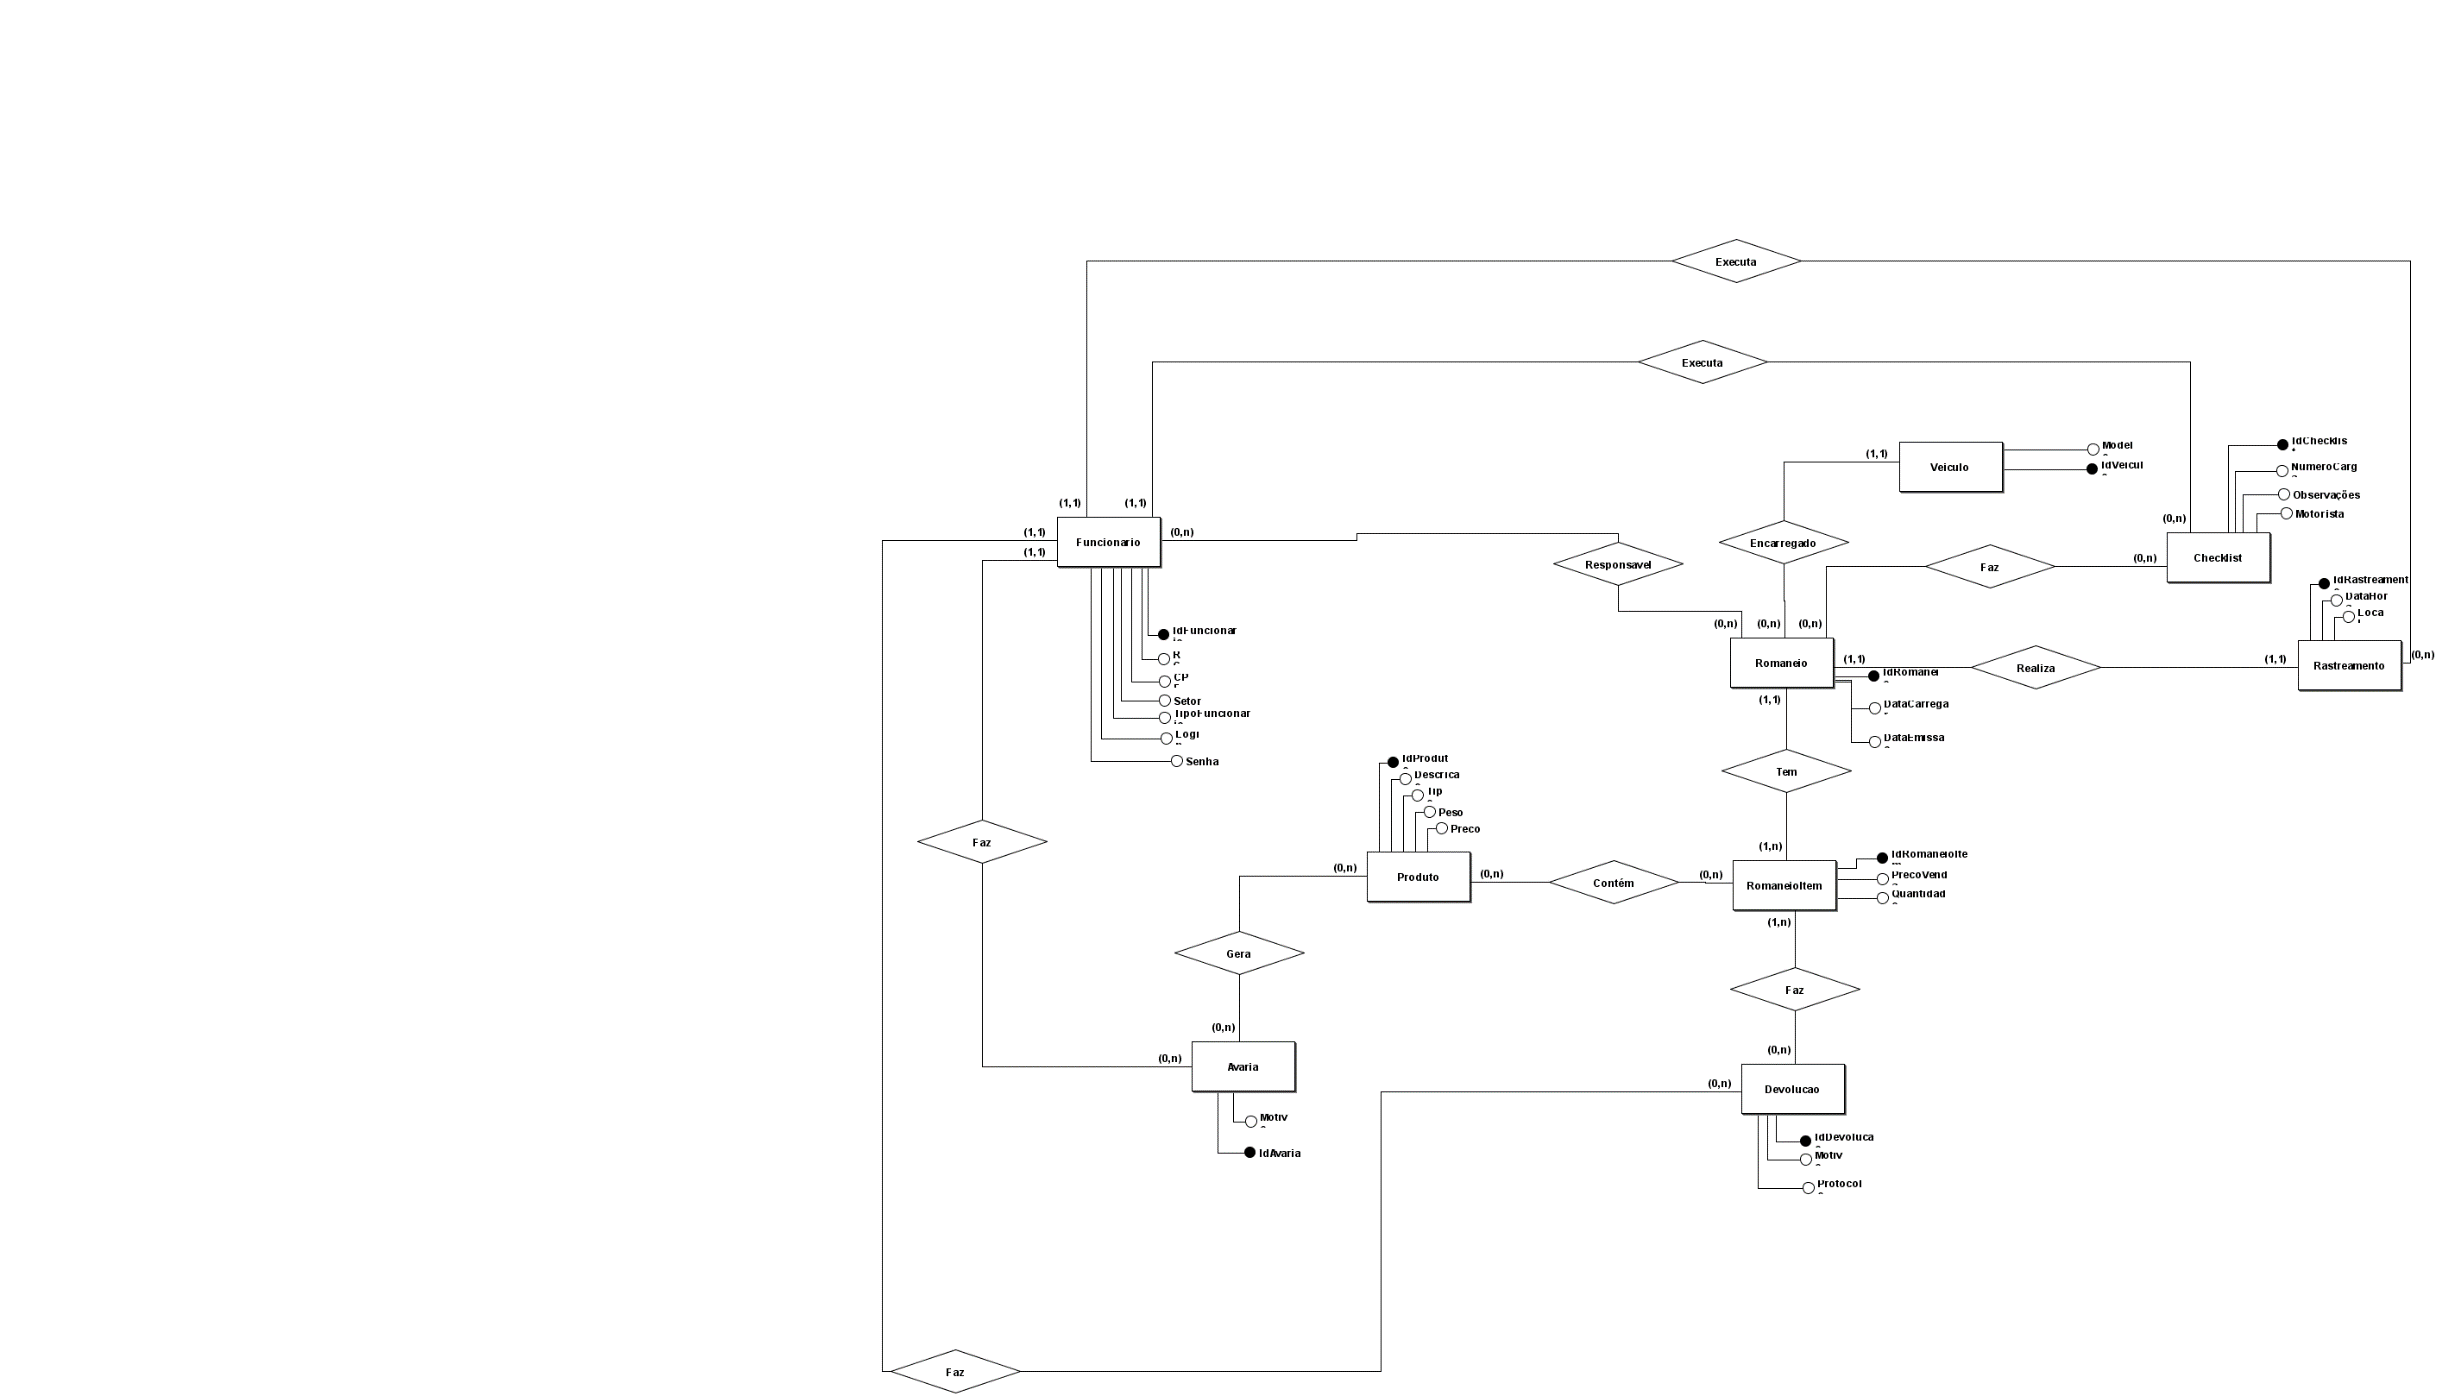 Executa
Executa
Model
(1,1)
Veiculo
IdVeicul
IdChecklis
NumeroCarg
Observações
Motorista
(1,1)
(1,1)
(0,n)
(1,1)
(0,n)
Funcionario
(1,1)
Responsavel
Encarregado
Faz
(0,n)
Checklist
IdRastreament
DataHor
Loca
(0,n)
(0,n)
(0,n)
IdFuncionar
R
CP
Setor
TipoFuncionar
Logi
Senha
Romaneio
(1,1)
Realiza
(1,1)
Rastreamento
(0,n)
IdRomanei
(1,1)
DataCarrega
DataEmissa
Tem
IdProdut
Descrica
Tip
Peso
Preco
Faz
(1,n)
(0,n)
Produto
(0,n)
Contém
(0,n)
RomaneioItem
IdRomaneioIte
PrecoVend
Quantidad
(1,n)
Gera
Faz
(0,n)
(0,n)
(0,n)
Avaria
(0,n)
Devolucao
Motiv
IdAvaria
IdDevoluca
Motiv
Protocol
Faz